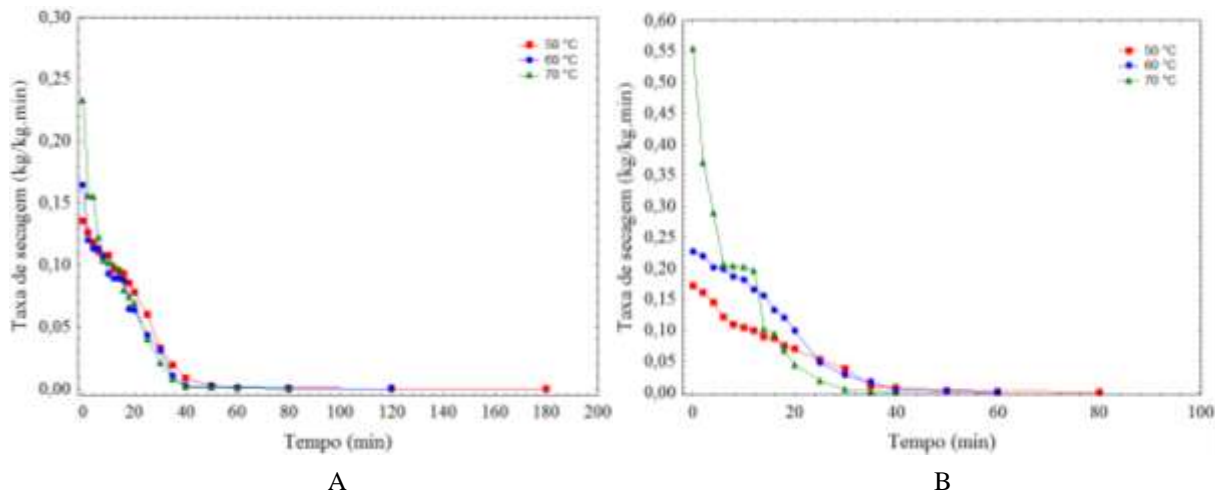 0,30
0,25
0,20
0,15
0,10
0,05
0,00
Taxa de secagem (kg/kg.min)
50 °C
60 °C
70 °C
0 20 40 60 80 100 120 140 160 180 200
Tempo (min)
A
0,60
0,55
0,50
0,45
0,40
0,35
0,30
0,25
0,20
0,15
0,10
0,05
0,00
Taxa de secagem (kg/kg.min)
50 °C
60 °C
70 °C
0 20 40 60 80 100
Tempo (min)
B